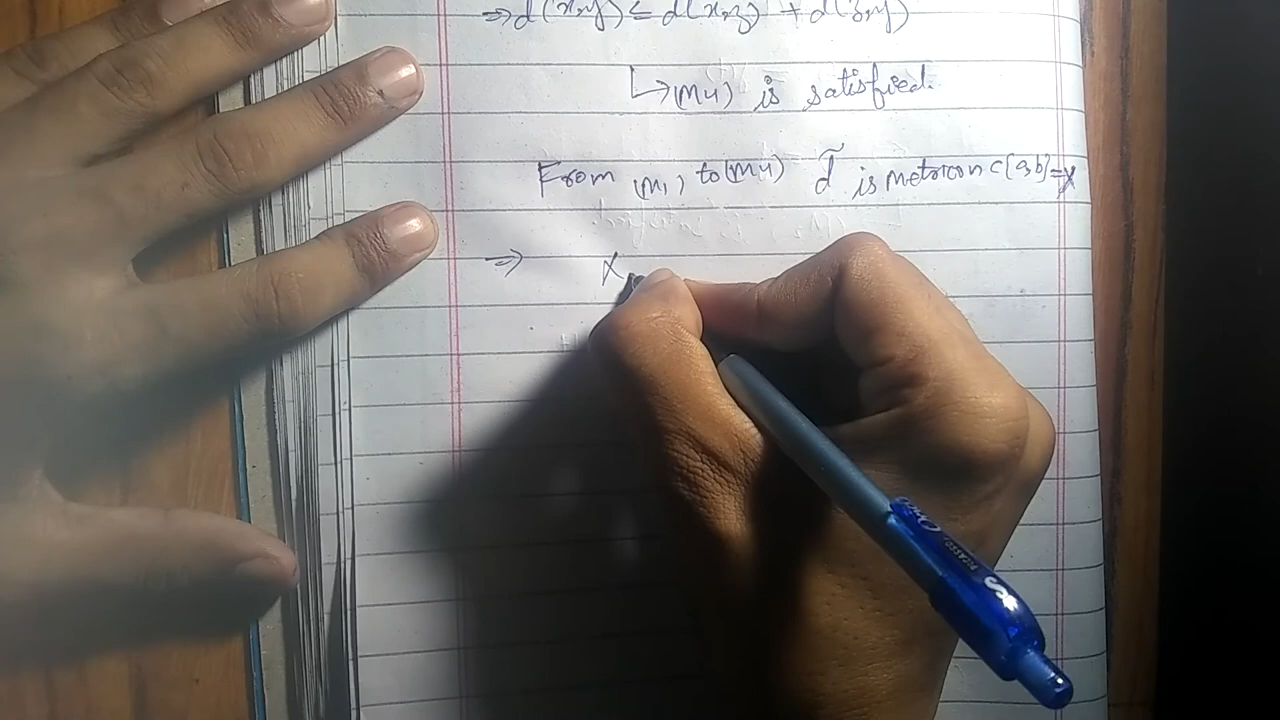 ⇒ d(x,y) ≤ d(x,z) + d(z,y)
↳ (M4) is satisfied.
From (M1) to (M4) d̃ is metric on C[a,b] = X
⇒ X